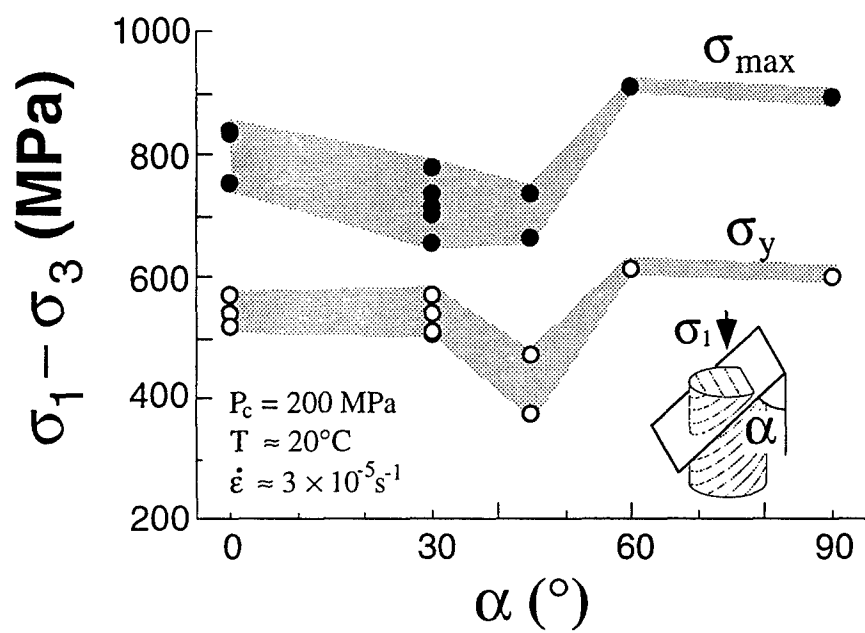 1000
800
600
400
200
σ₁ – σ₃ (MPa)
σmax
σy
σ₁
α
Pc = 200 MPa
T ≈ 20°C
ε̇ ≈ 3 × 10⁻⁵s⁻¹
0 30 60 90
α (°)